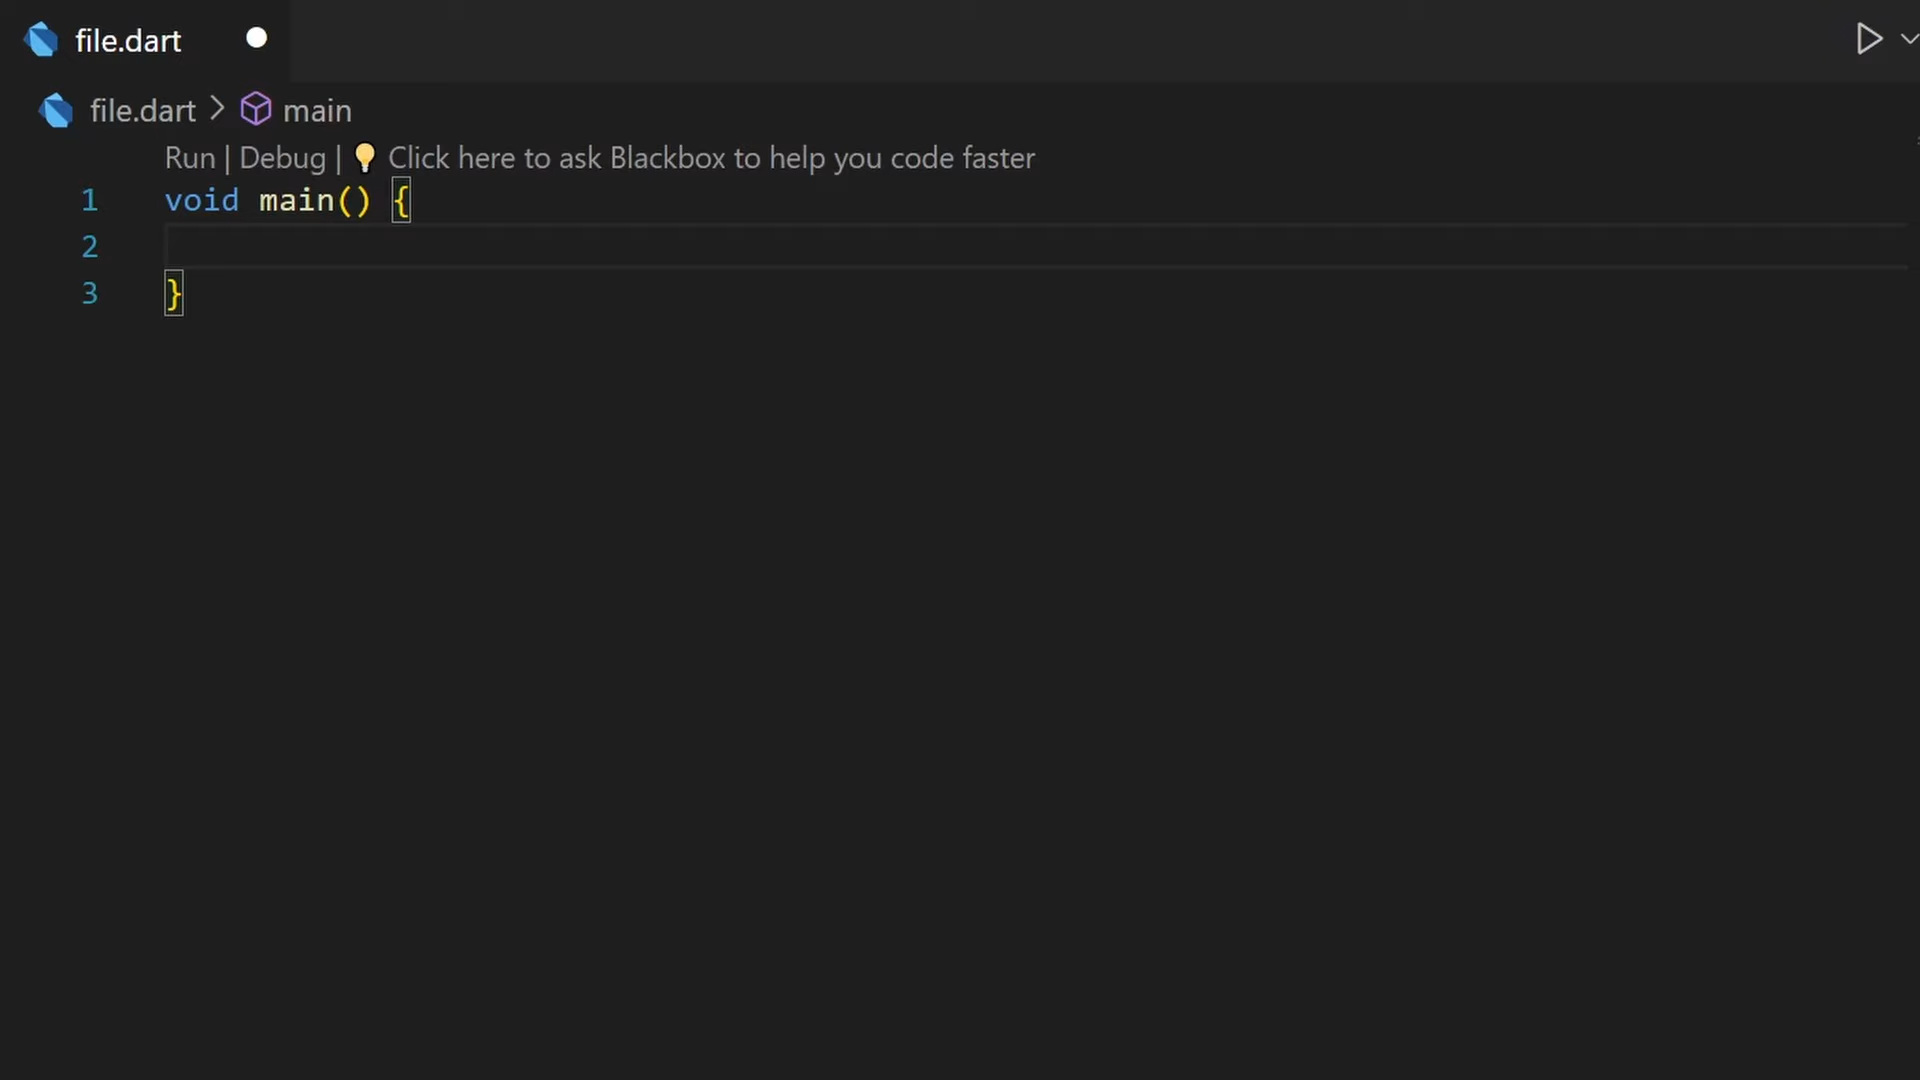 file.dart
file.dart > main
Run | Debug | 💡 Click here to ask Blackbox to help you code faster
1 void main() {
2
3 }